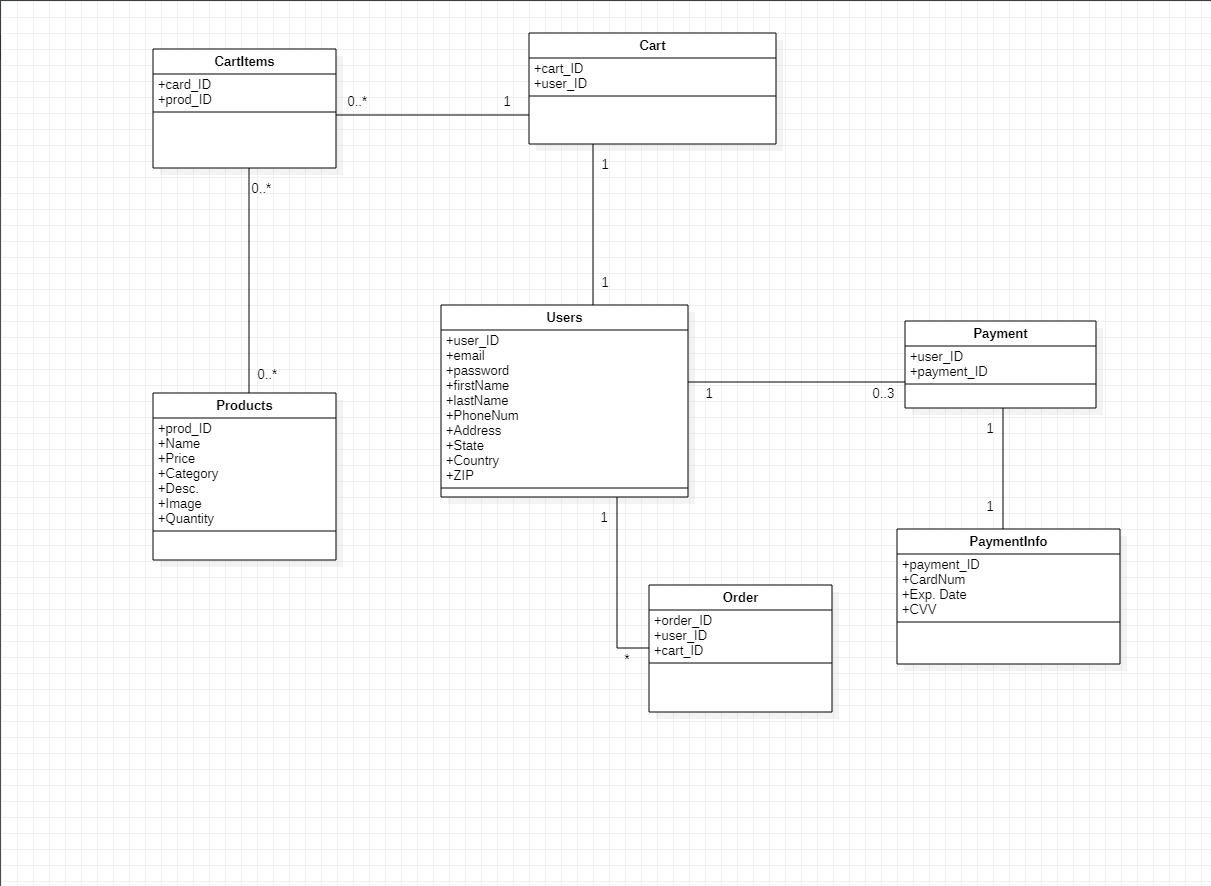 CartItems
+card_ID
+prod_ID
0..*
1
Cart
+cart_ID
+user_ID
1
1
0..*
0..*
Products
+prod_ID
+Name
+Price
+Category
+Desc.
+Image
+Quantity
Users
+user_ID
+email
+password
+firstName
+lastName
+PhoneNum
+Address
+State
+Country
+ZIP
1
0..3
Payment
+user_ID
+payment_ID
1
1
PaymentInfo
+payment_ID
+CardNum
+Exp. Date
+CVV
1
*
Order
+order_ID
+user_ID
+cart_ID